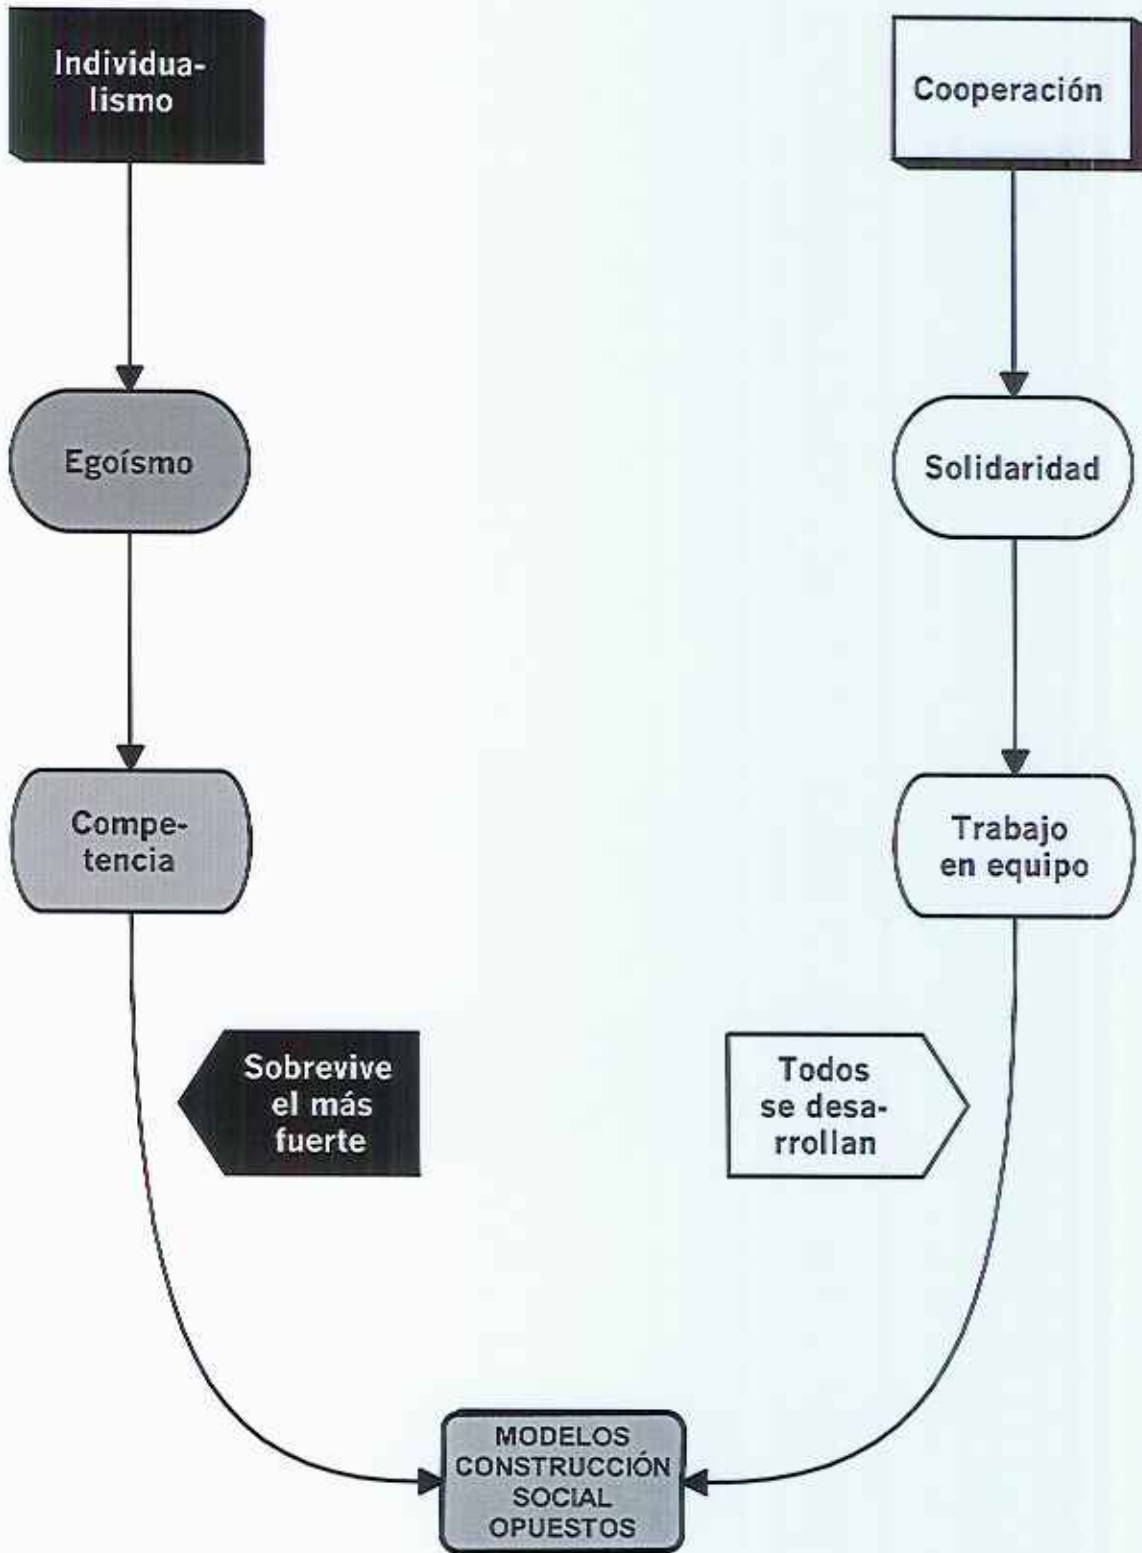 Individua-
lismo
Cooperación
Egoísmo
Solidaridad
Compe-
tencia
Trabajo
en equipo
Sobrevive
el más
fuerte
Todos
se desa-
rrollan
MODELOS
CONSTRUCCIÓN
SOCIAL
OPUESTOS